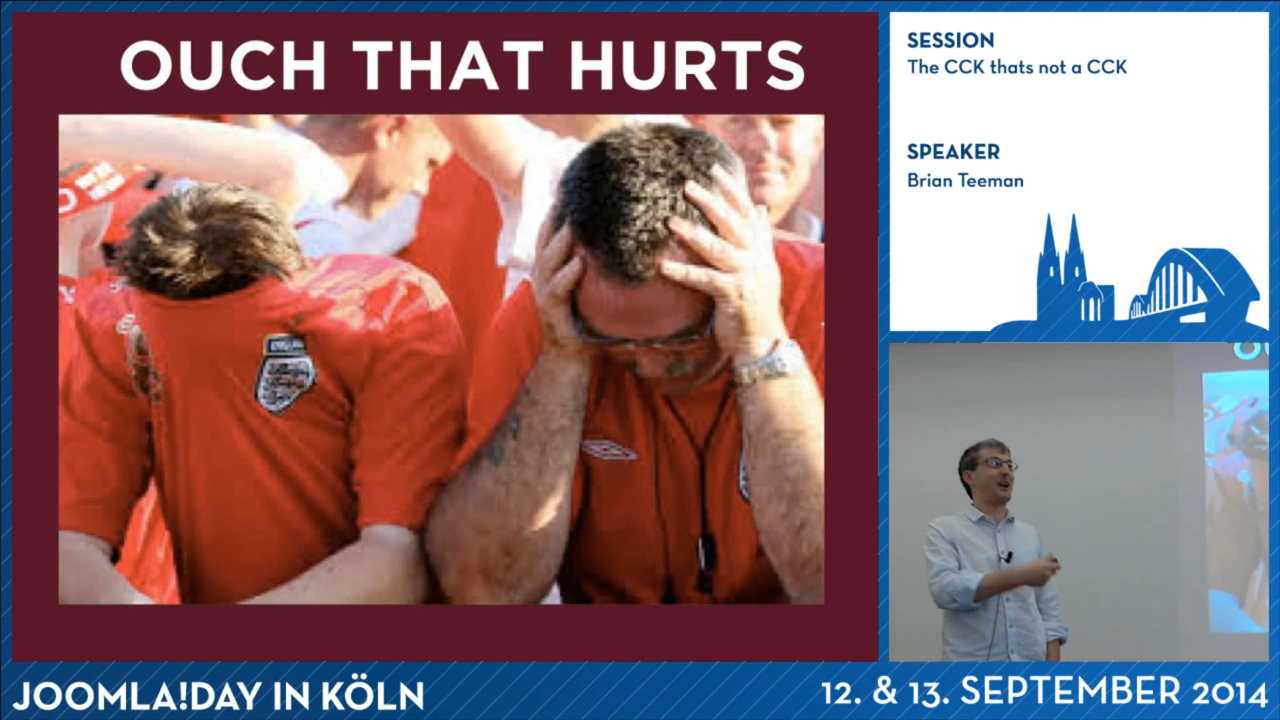 OUCH THAT HURTS
SESSION
The CCK thats not a CCK
SPEAKER
Brian Teeman
JOOMLA!DAY IN KÖLN
12. & 13. SEPTEMBER 2014